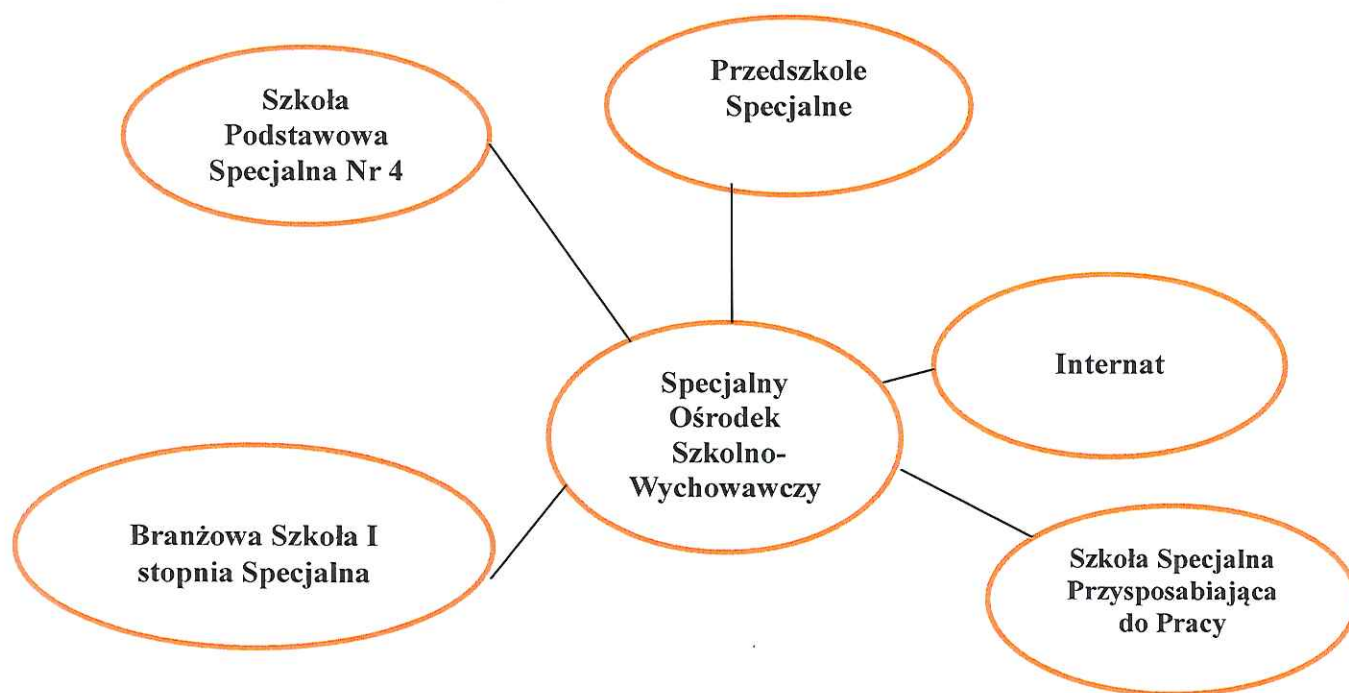 Szkoła
Podstawowa
Specjalna Nr 4
Przedszkole
Specjalne
Internat
Specjalny
Ośrodek
Szkolno-
Wychowawczy
Branżowa Szkoła I
stopnia Specjalna
Szkoła Specjalna
Przysposabiająca
do Pracy